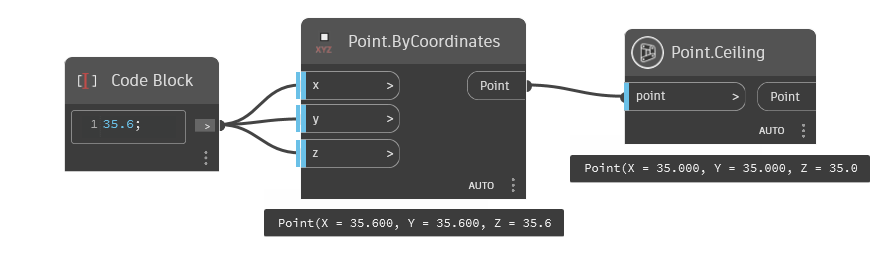 Code Block
1 35.6;
>
XYZ
Point.ByCoordinates
x >
y >
z >
Point
AUTO
Point(X = 35.600, Y = 35.600, Z = 35.6
Point.Ceiling
point >
Point
AUTO
Point(X = 35.000, Y = 35.000, Z = 35.0